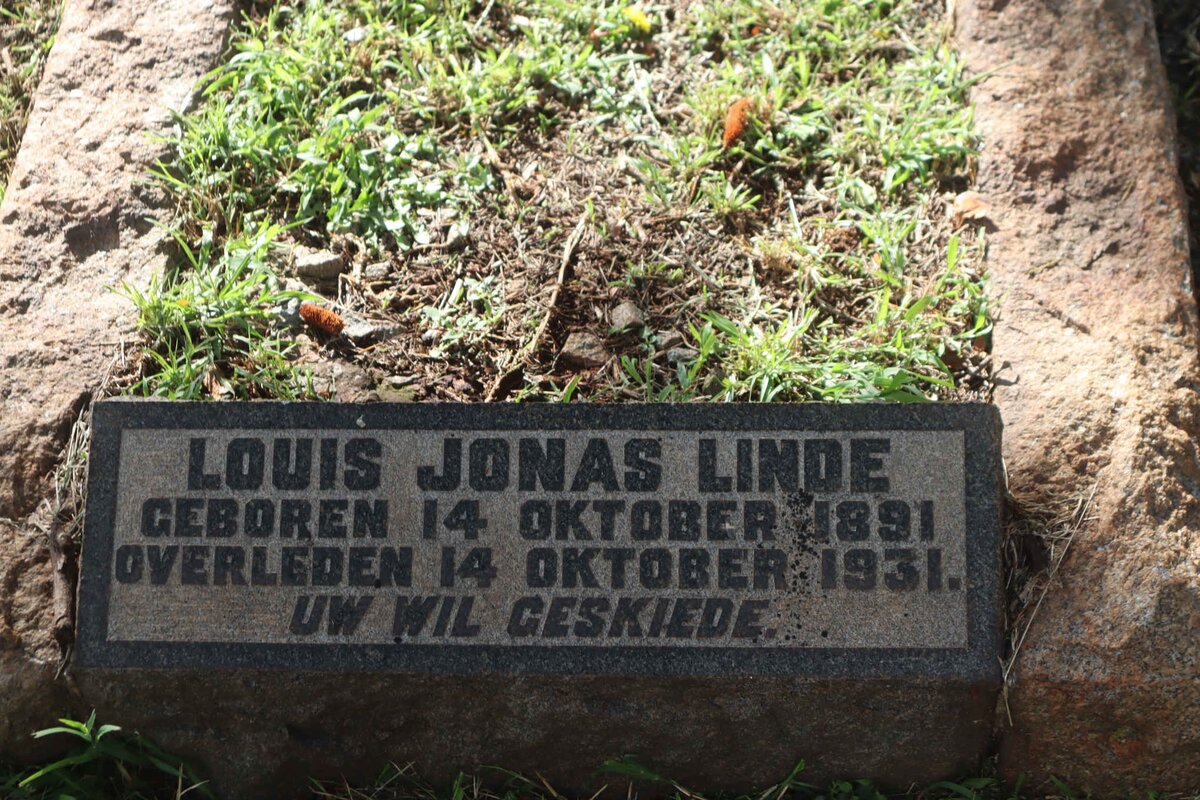 LOUIS JONAS LINDE
GEBOREN 14 OKTOBER 1891
OVERLEDEN 14 OKTOBER 1931.
UW WIL GESKIEDE.